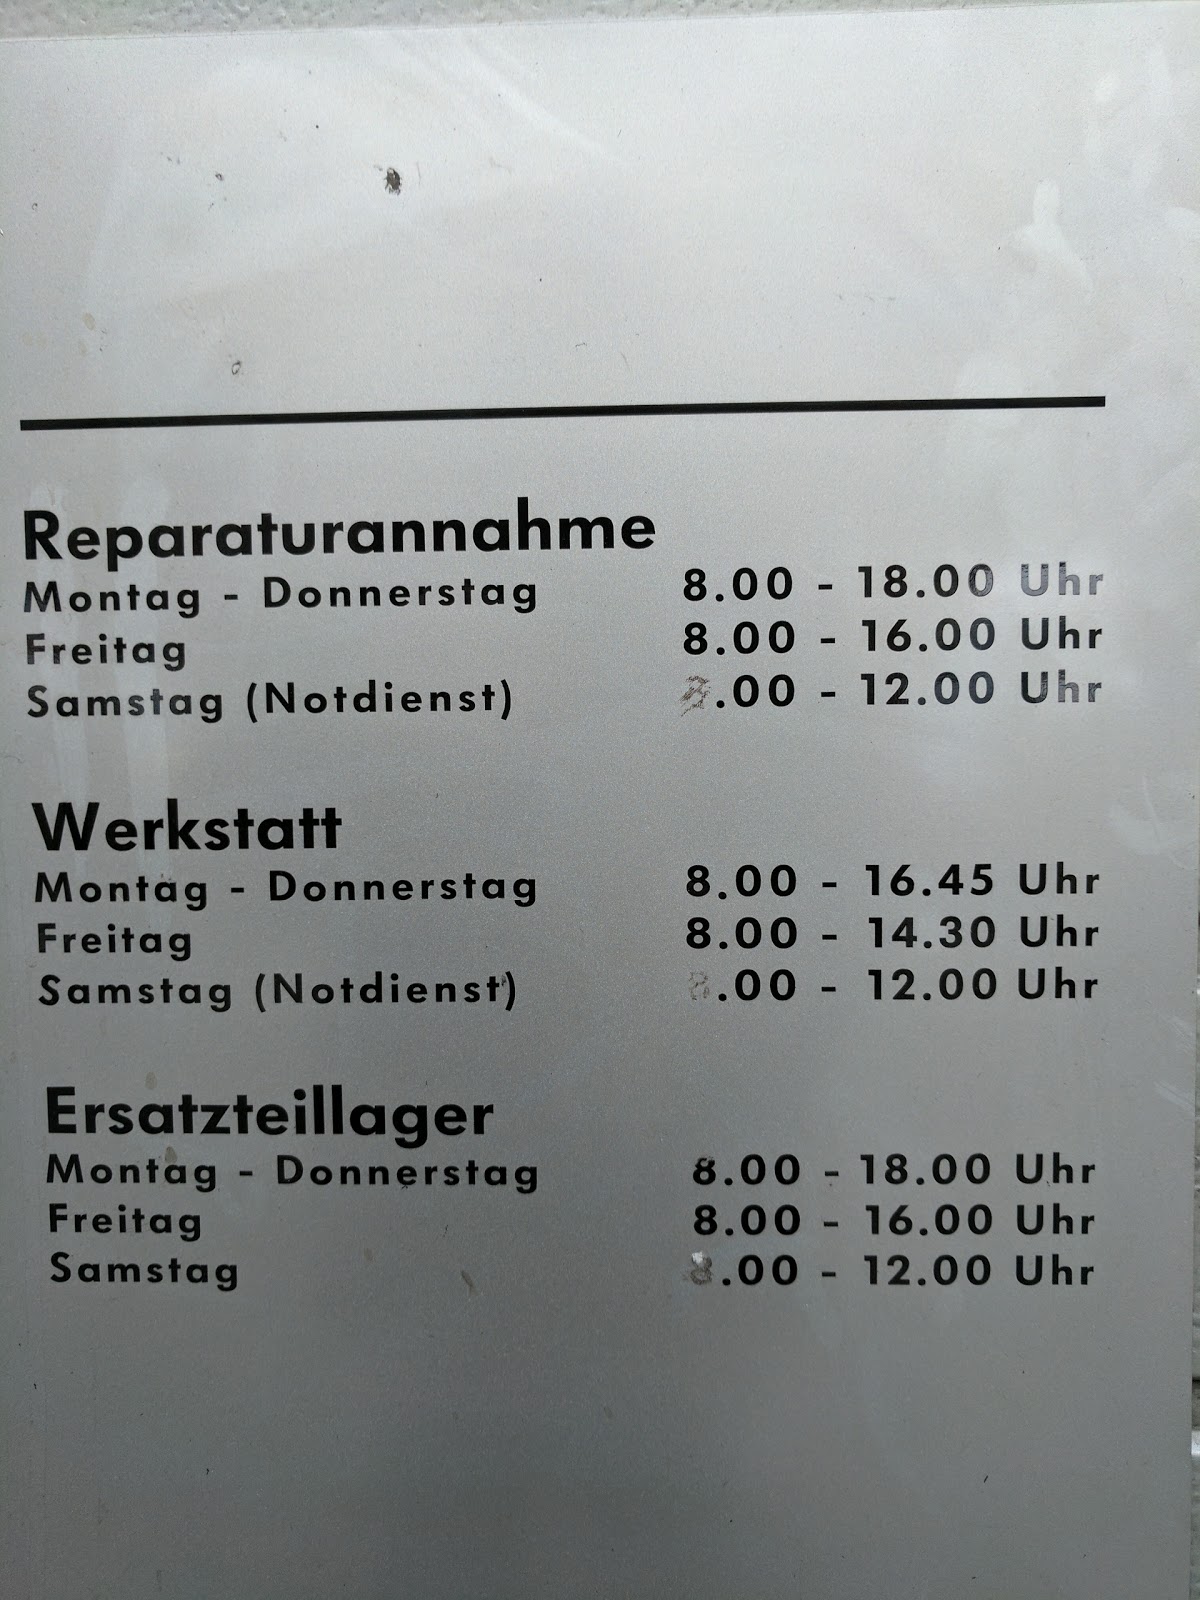 Reparaturannahme
Montag - Donnerstag 8.00 - 18.00 Uhr
Freitag 8.00 - 16.00 Uhr
Samstag (Notdienst) .00 - 12.00 Uhr
Werkstatt
Montag - Donnerstag 8.00 - 16.45 Uhr
Freitag 8.00 - 14.30 Uhr
Samstag (Notdienst) 8.00 - 12.00 Uhr
Ersatzteillager
Montag - Donnerstag 8.00 - 18.00 Uhr
Freitag 8.00 - 16.00 Uhr
Samstag 8.00 - 12.00 Uhr